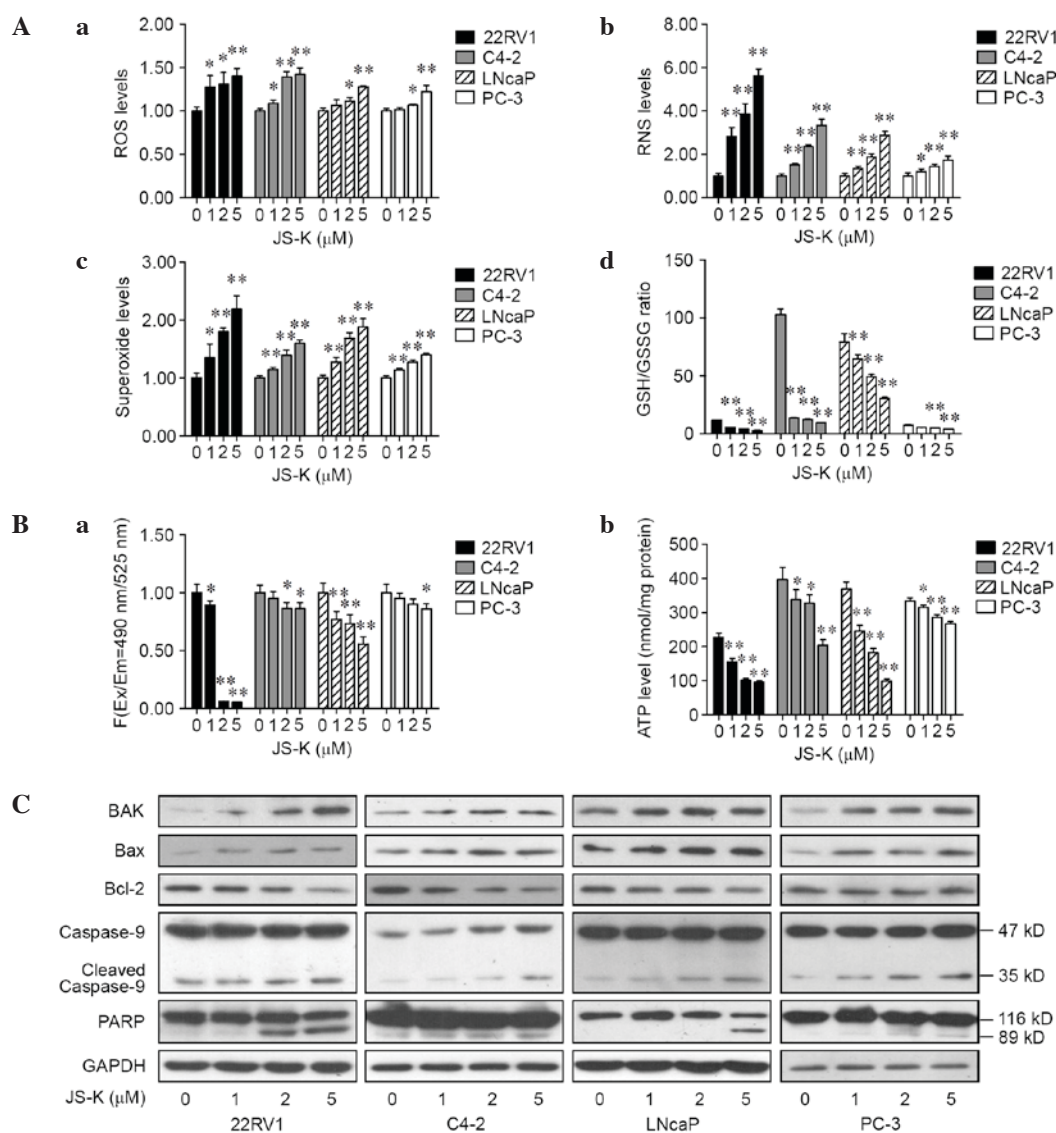 A
a
2.00
1.50
1.00
0.50
0.00
ROS levels
* * **
* ** **
* **
* **
0 1 2 5 0 1 2 5 0 1 2 5 0 1 2 5
JS-K (μM)
22RV1
C4-2
LNcaP
PC-3
b
8.00
6.00
4.00
2.00
0.00
RNS levels
** ** **
** ** **
** ** **
* ** **
0 1 2 5 0 1 2 5 0 1 2 5 0 1 2 5
JS-K (μM)
22RV1
C4-2
LNcaP
PC-3
c
3.00
2.00
1.00
0.00
Superoxide levels
* ** **
** ** **
** ** **
** ** **
0 1 2 5 0 1 2 5 0 1 2 5 0 1 2 5
JS-K (μM)
22RV1
C4-2
LNcaP
PC-3
d
150
100
50
0
GSH/GSSG ratio
** ** **
** ** **
** ** **
** **
0 1 2 5 0 1 2 5 0 1 2 5 0 1 2 5
JS-K (μM)
22RV1
C4-2
LNcaP
PC-3
B
a
1.50
1.00
0.50
0.00
F(Ex/Em=490 nm/525 nm)
* ** **
* *
** ** **
*
0 1 2 5 0 1 2 5 0 1 2 5 0 1 2 5
JS-K (μM)
22RV1
C4-2
LNcaP
PC-3
b
500
400
300
200
100
0
ATP level (nmol/mg protein)
** ** **
* * **
** ** **
* ** **
0 1 2 5 0 1 2 5 0 1 2 5 0 1 2 5
JS-K (μM)
22RV1
C4-2
LNcaP
PC-3
C
BAK
Bax
Bcl-2
Caspase-9
47 kD
Cleaved
Caspase-9
35 kD
PARP
116 kD
89 kD
GAPDH
JS-K (μM) 0 1 2 5 0 1 2 5 0 1 2 5 0 1 2 5
22RV1 C4-2 LNcaP PC-3